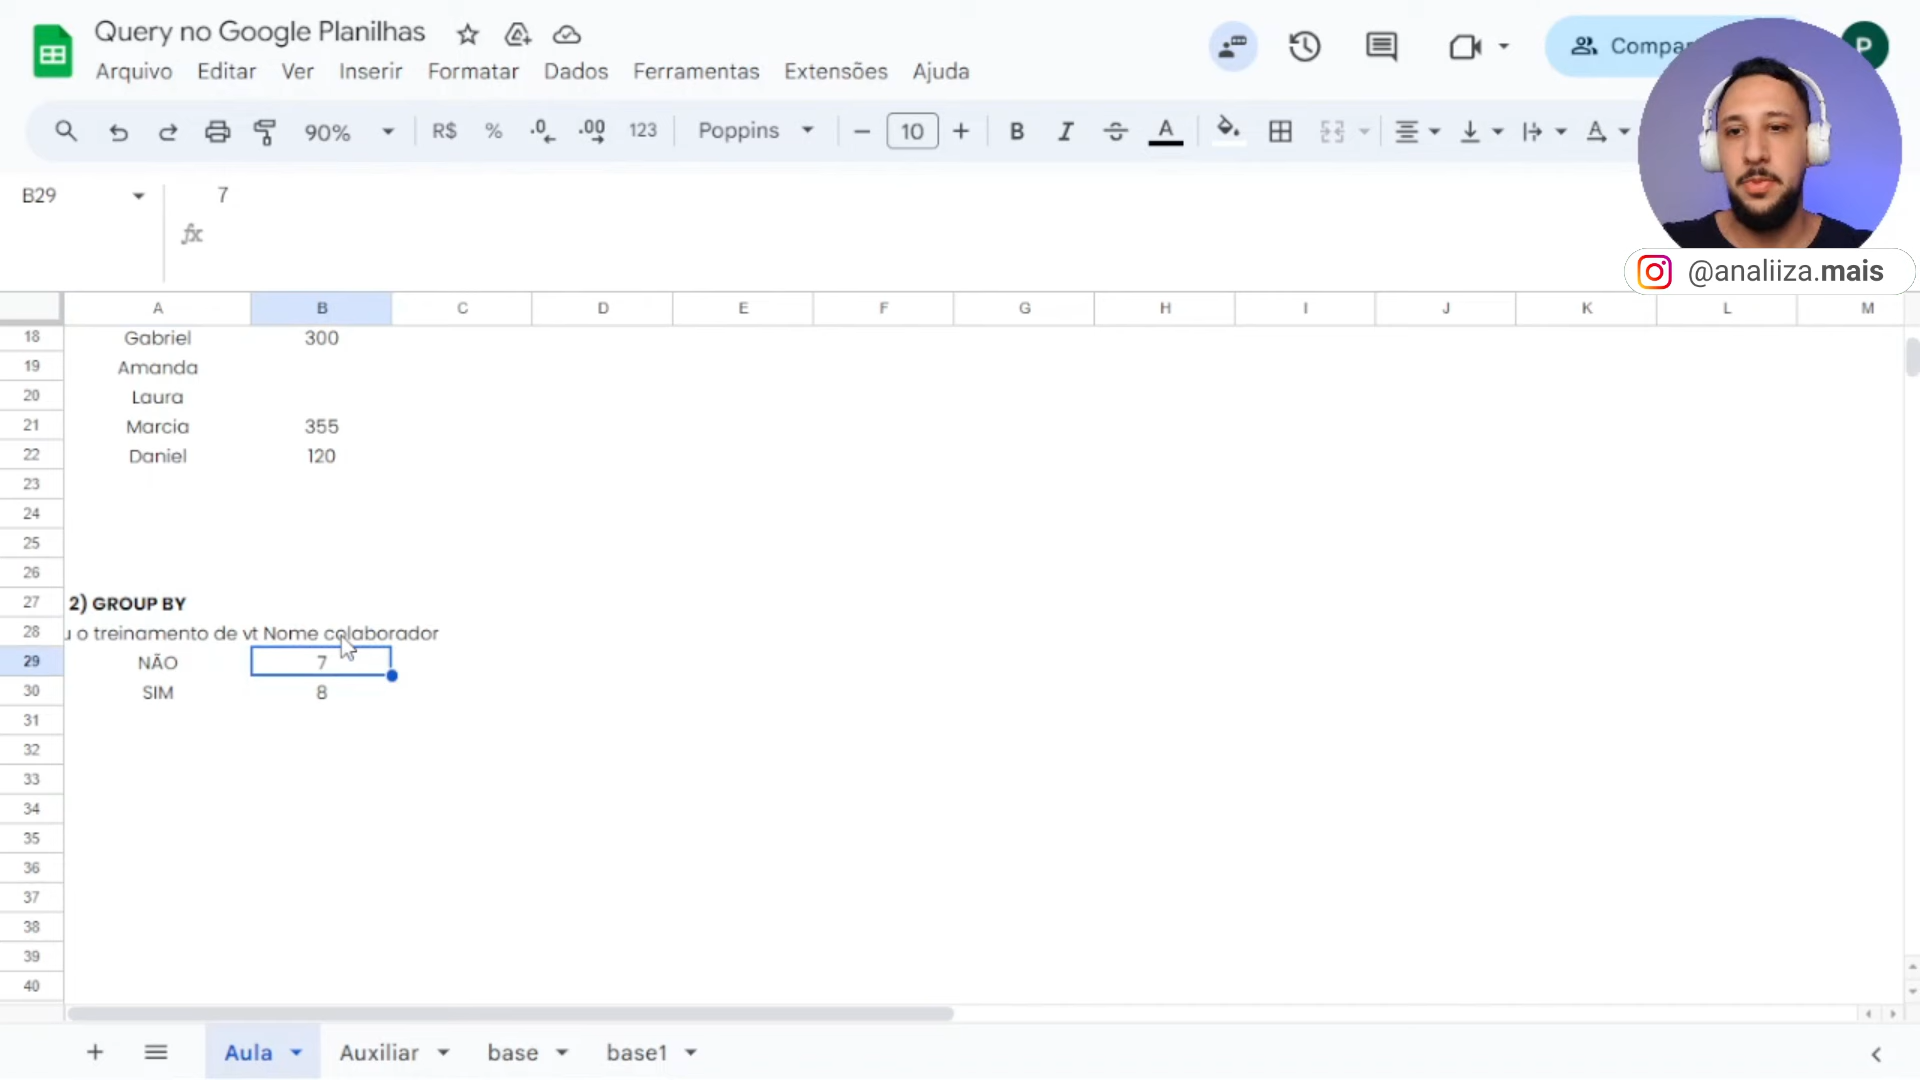 Query no Google Planilhas
Arquivo Editar Ver Inserir Formatar Dados Ferramentas Extensões Ajuda
Compar
P
90% R$ % .0 .00 123 Poppins 10 B I S A A
@analiiza.mais
B29 7
fx
A B C D E F G H I J K L M
18 Gabriel 300
19 Amanda
20 Laura
21 Marcia 355
22 Daniel 120
23
24
25
26
27 2) GROUP BY
28 u o treinamento de vt Nome colaborador
29 NÃO 7
30 SIM 8
31
32
33
34
35
36
37
38
39
40
Aula Auxiliar base base1